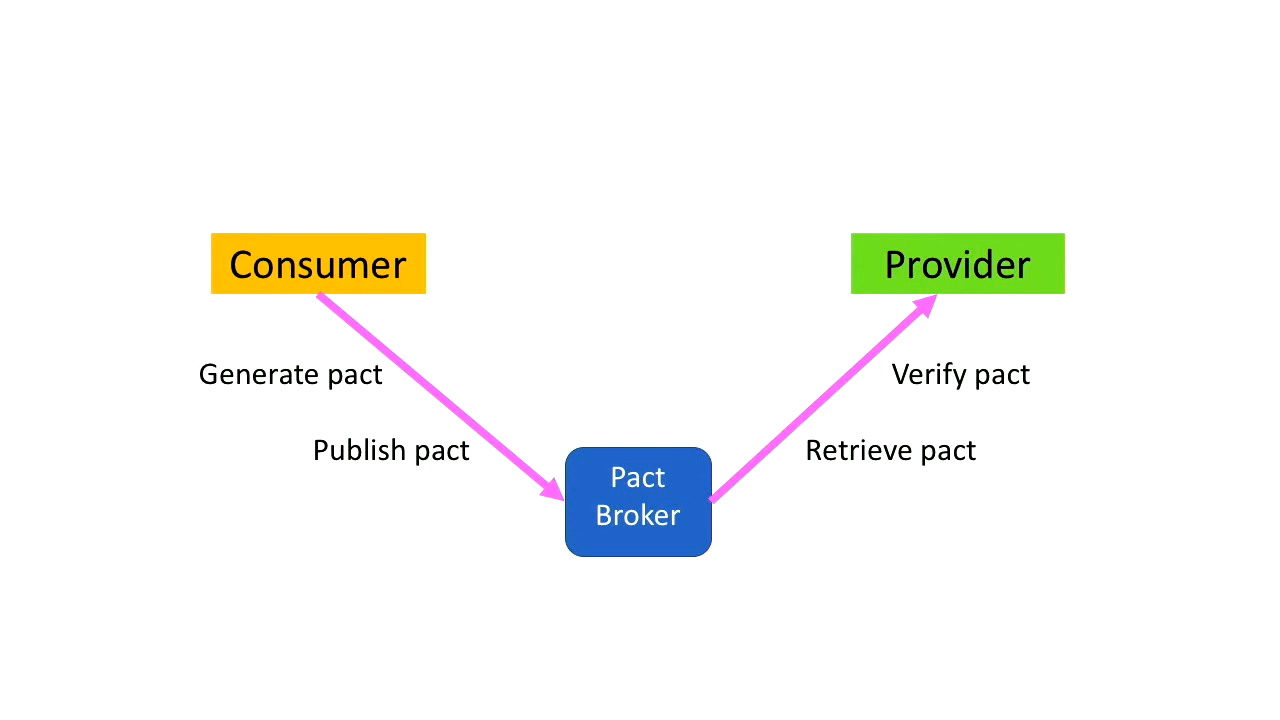 Consumer
Provider
Generate pact
Verify pact
Publish pact
Retrieve pact
Pact
Broker